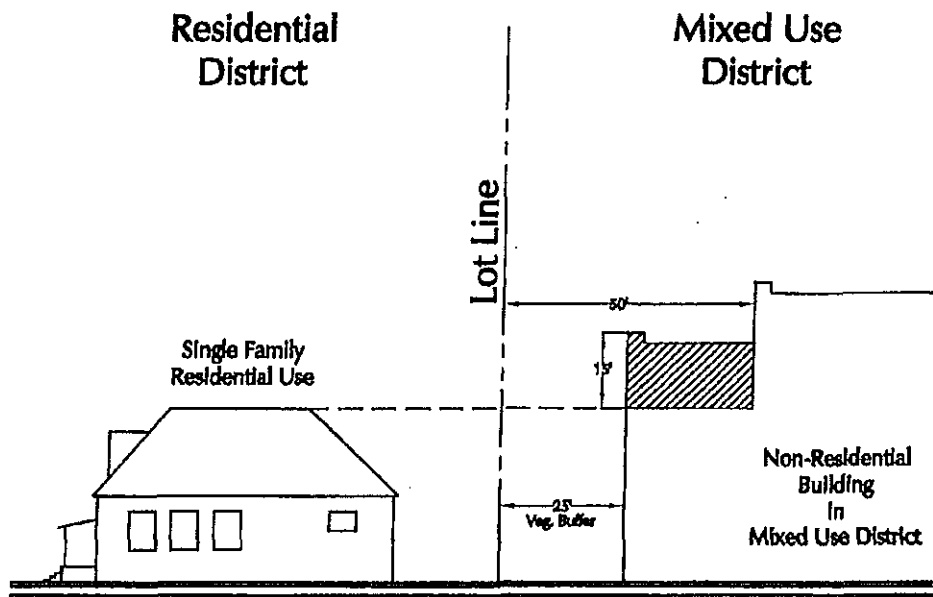 Residential
District
Mixed Use
District
Lot Line
50'
15'
Single Family
Residential Use
25'
Veg. Buffer
Non-Residential
Building
in
Mixed Use District